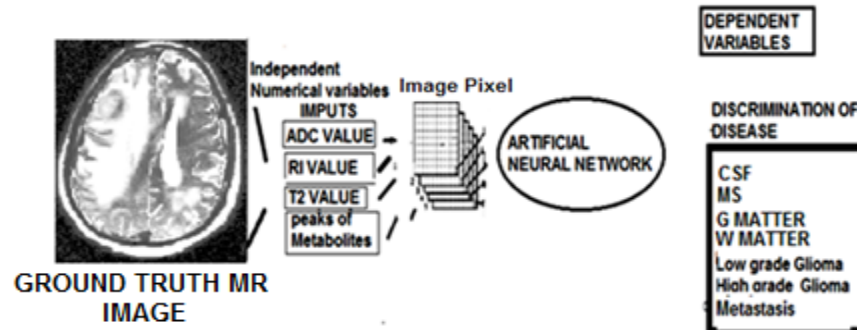 DEPENDENT
VARIABLES
Independent
Numerical variables
IMPUTS
Image Pixel
ADC VALUE
RI VALUE
T2 VALUE
peaks of
Metabolites
ARTIFICIAL
NEURAL NETWORK
DISCRIMINATION OF
DISEASE
CSF
MS
G MATTER
W MATTER
Low grade Glioma
High grade Glioma
Metastasis
GROUND TRUTH MR
IMAGE